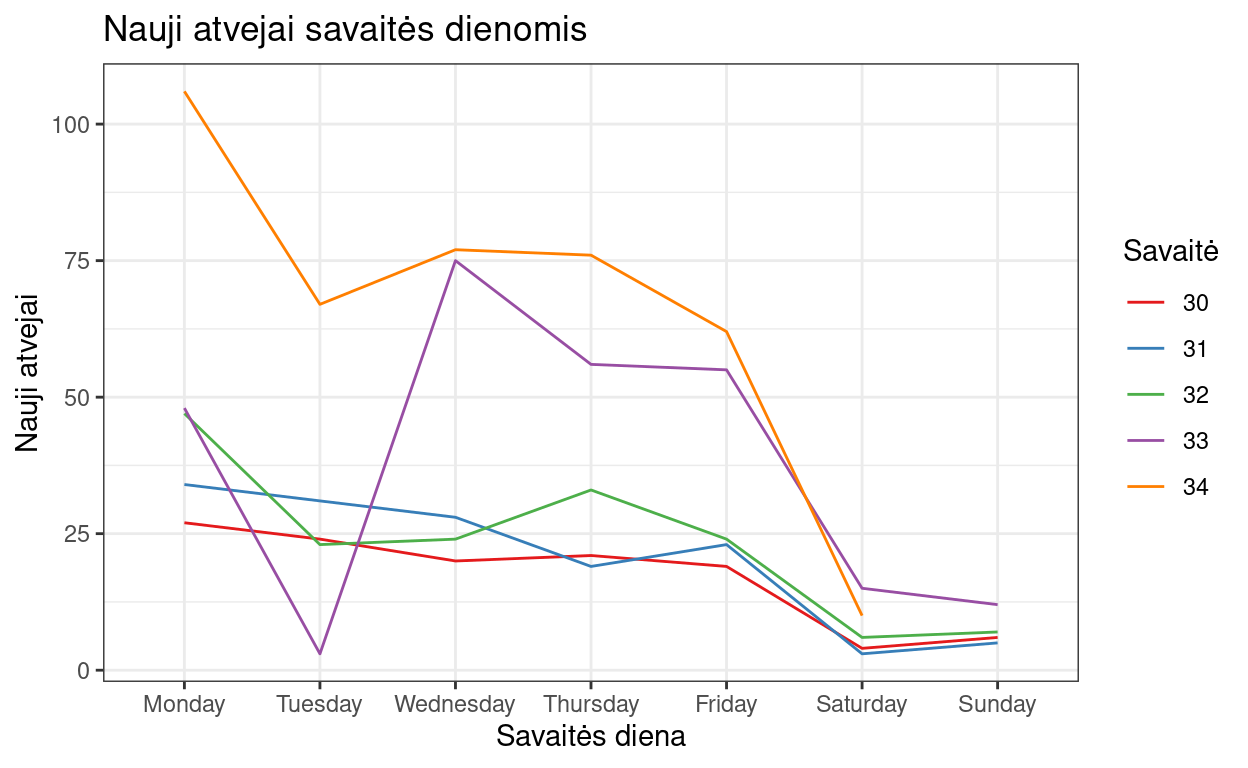 Nauji atvejai savaitės dienomis
Nauji atvejai
100
75
50
25
0
Monday Tuesday Wednesday Thursday Friday Saturday Sunday
Savaitės diena
Savaitė
30
31
32
33
34